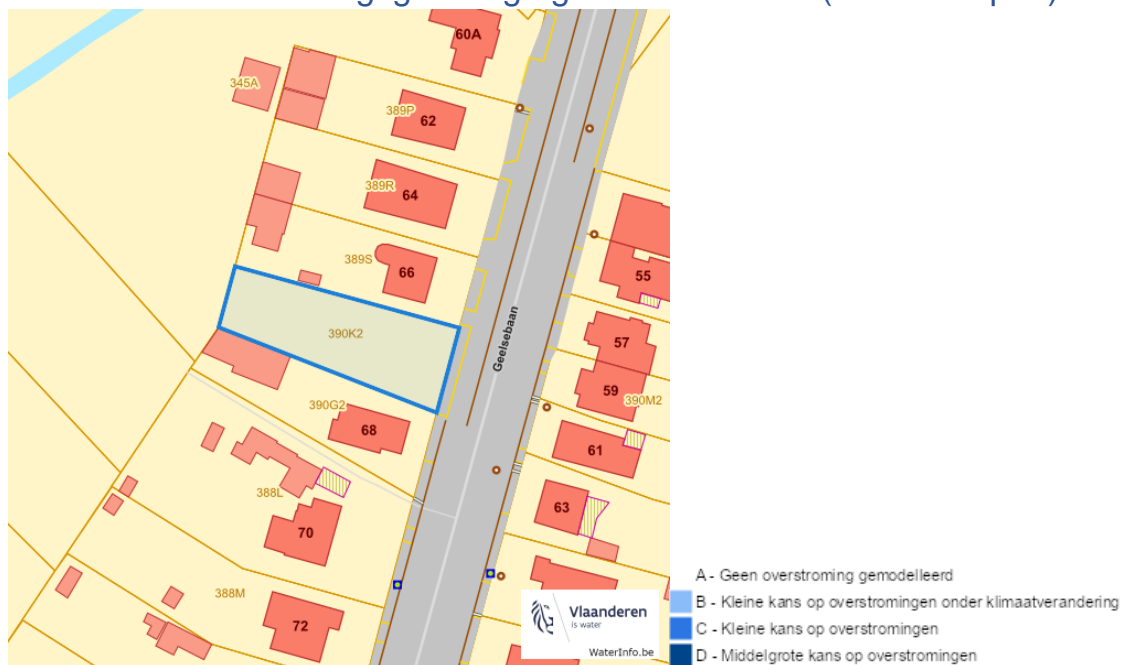 60A
345A
389P
62
389R
64
389S
66
55
390K2
Geelsebaan
57
59
390M2
390G2
68
61
388L
63
70
388M
72
Vlaanderen
is water
WaterInfo.be
A - Geen overstroming gemodelleerd
B - Kleine kans op overstromingen onder klimaatverandering
C - Kleine kans op overstromingen
D - Middelgrote kans op overstromingen